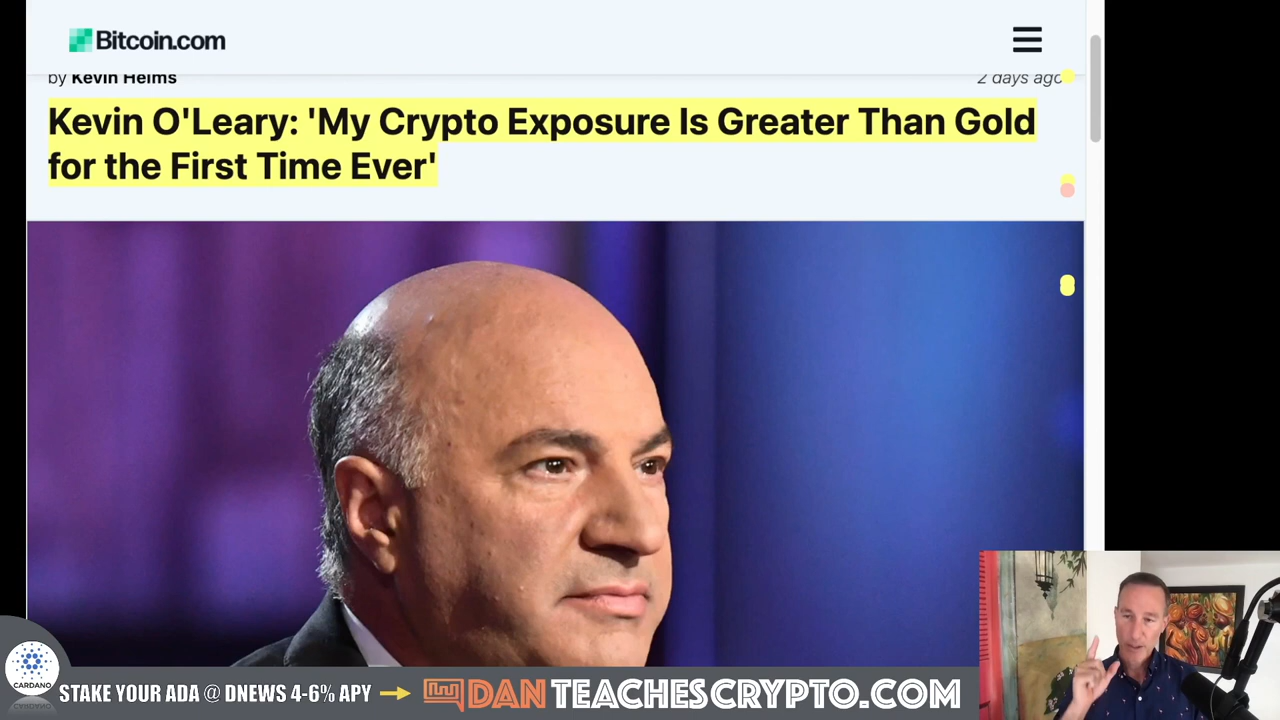 Bitcoin.com
by Kevin Helms
2 days ago
Kevin O'Leary: 'My Crypto Exposure Is Greater Than Gold
for the First Time Ever'
CARDANO
STAKE YOUR ADA @ DNEWS 4-6% APY
DAN TEACHESCRYPTO.COM